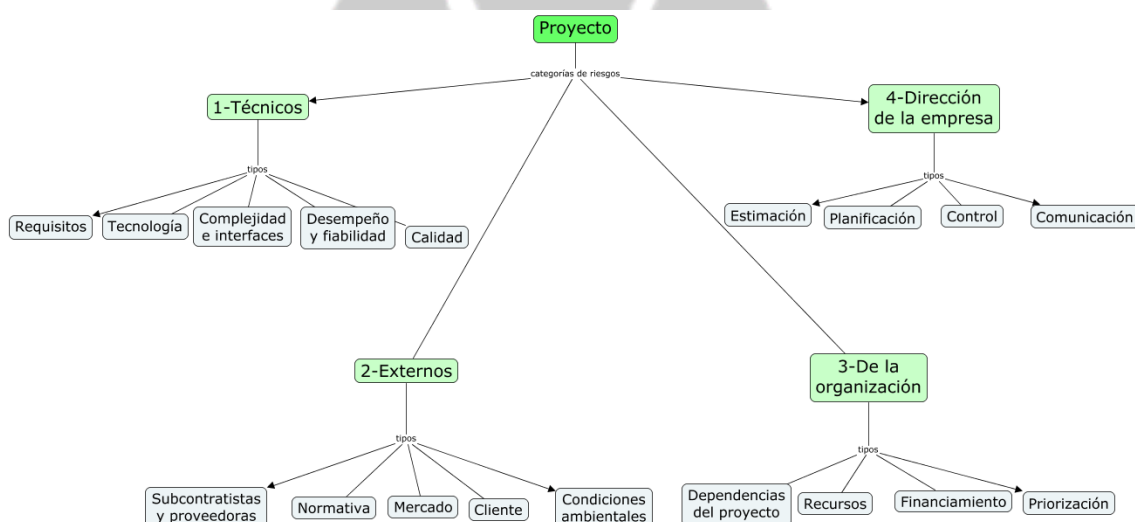 Proyecto
categorías de riesgos
1-Técnicos
tipos
Requisitos
Tecnología
Complejidad
e interfaces
Desempeño
y fiabilidad
Calidad
4-Dirección
de la empresa
tipos
Estimación
Planificación
Control
Comunicación
2-Externos
tipos
Subcontratistas
y proveedoras
Normativa
Mercado
Cliente
Condiciones
ambientales
3-De la
organización
tipos
Dependencias
del proyecto
Recursos
Financiamiento
Priorización